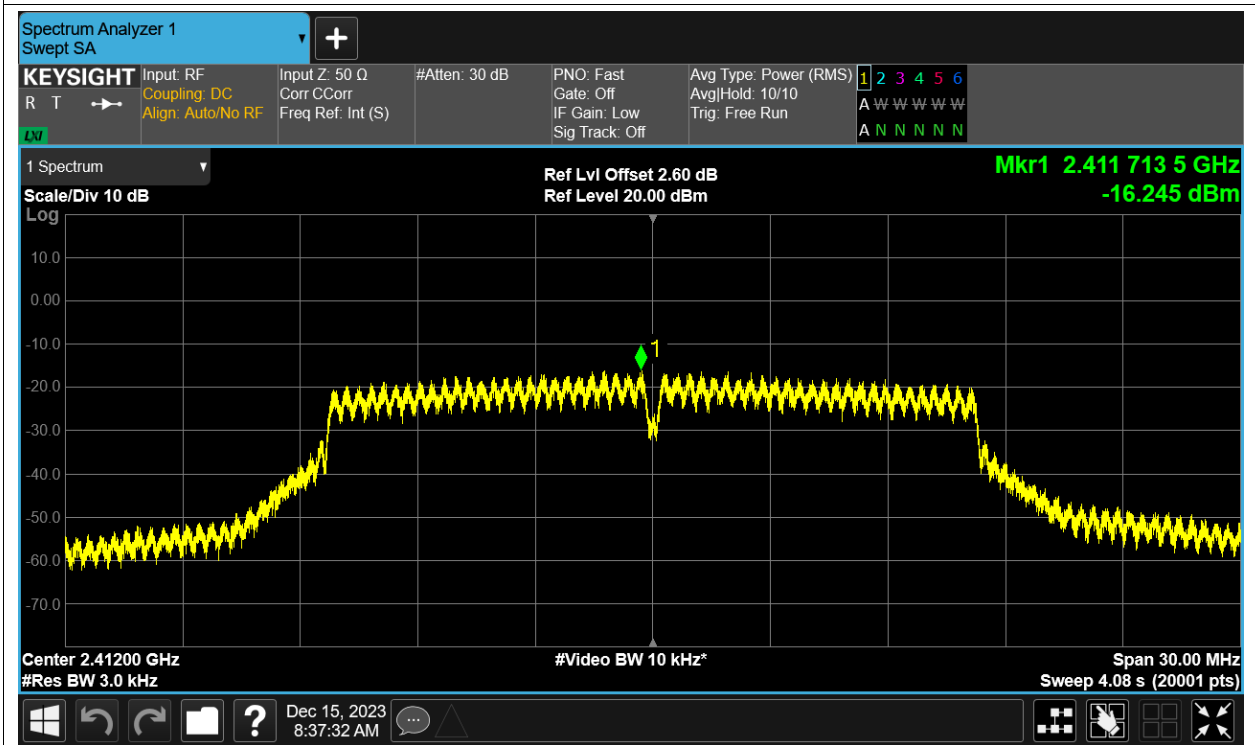 Spectrum Analyzer 1
Swept SA
KEYSIGHT
R T
LXI
Input: RF
Coupling: DC
Align: Auto/No RF
Input Z: 50 Ω
Corr CCorr
Freq Ref: Int (S)
#Atten: 30 dB
PNO: Fast
Gate: Off
IF Gain: Low
Sig Track: Off
Avg Type: Power (RMS)
Avg|Hold: 10/10
Trig: Free Run
1 2 3 4 5 6
A W W W W W
A N N N N N
1 Spectrum
Scale/Div 10 dB
Log
Ref Lvl Offset 2.60 dB
Ref Level 20.00 dBm
Mkr1 2.411 713 5 GHz
-16.245 dBm
10.0
0.00
-10.0
1
-20.0
-30.0
-40.0
-50.0
-60.0
-70.0
Center 2.41200 GHz
#Res BW 3.0 kHz
#Video BW 10 kHz*
Span 30.00 MHz
Sweep 4.08 s (20001 pts)
?
Dec 15, 2023
8:37:32 AM